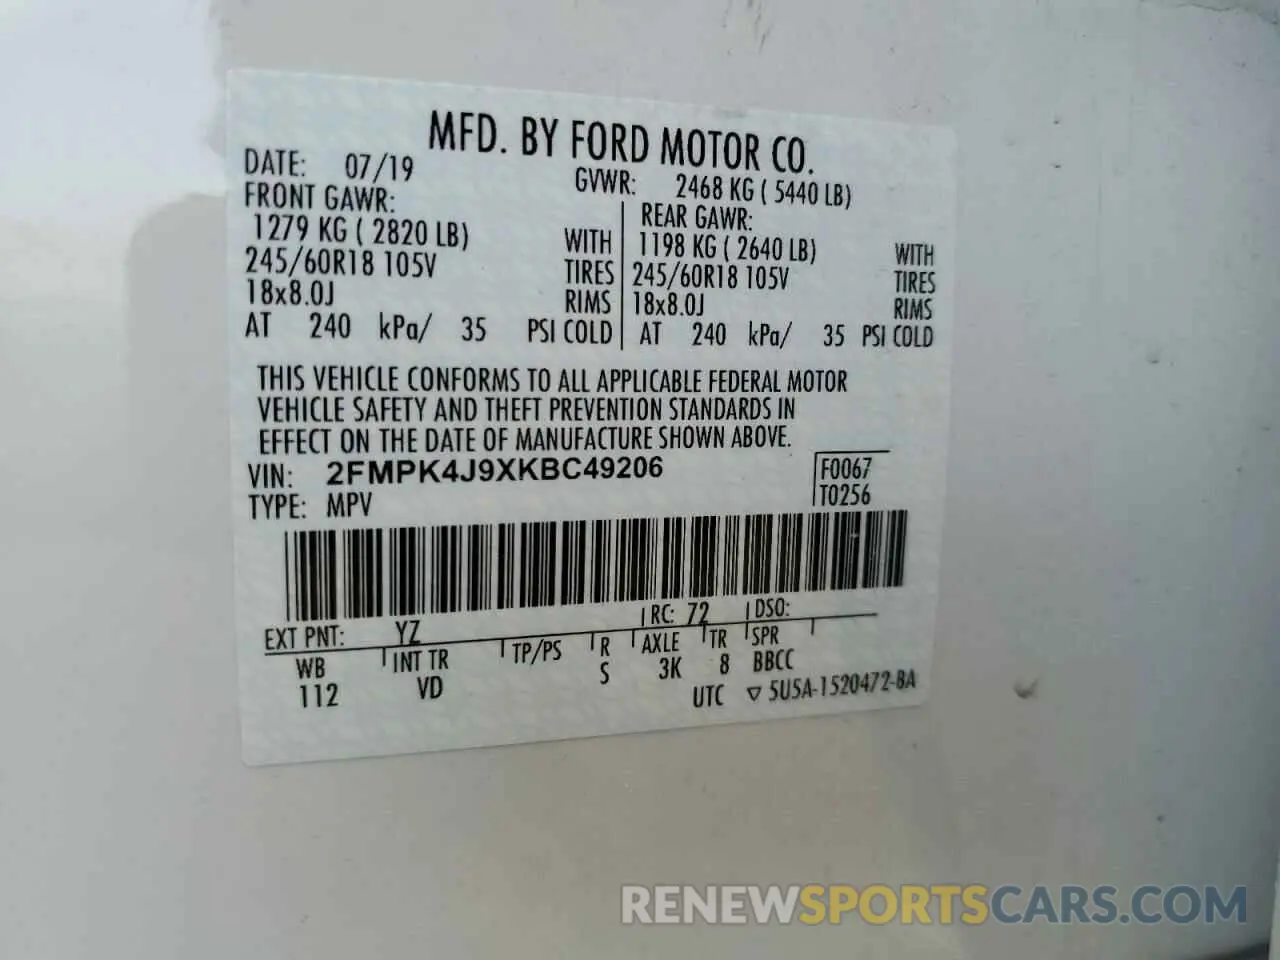 MFD. BY FORD MOTOR CO.
DATE: 07/19 GVWR: 2468 KG ( 5440 LB)
FRONT GAWR: REAR GAWR:
1279 KG ( 2820 LB) WITH 1198 KG ( 2640 LB) WITH
245/60R18 105V TIRES 245/60R18 105V TIRES
18x8.0J RIMS 18x8.0J RIMS
AT 240 kPa/ 35 PSI COLD AT 240 kPa/ 35 PSI COLD
THIS VEHICLE CONFORMS TO ALL APPLICABLE FEDERAL MOTOR
VEHICLE SAFETY AND THEFT PREVENTION STANDARDS IN
EFFECT ON THE DATE OF MANUFACTURE SHOWN ABOVE.
VIN: 2FMPK4J9XKBC49206 F0067
TYPE: MPV T0256
EXT PNT: YZ RC: 72 DSO:
WB INT TR TP/PS R AXLE TR SPR
112 VD S 3K 8 BBCC
UTC ▽ 5U5A-1520472-BA
RENEWSPORTSCARS.COM